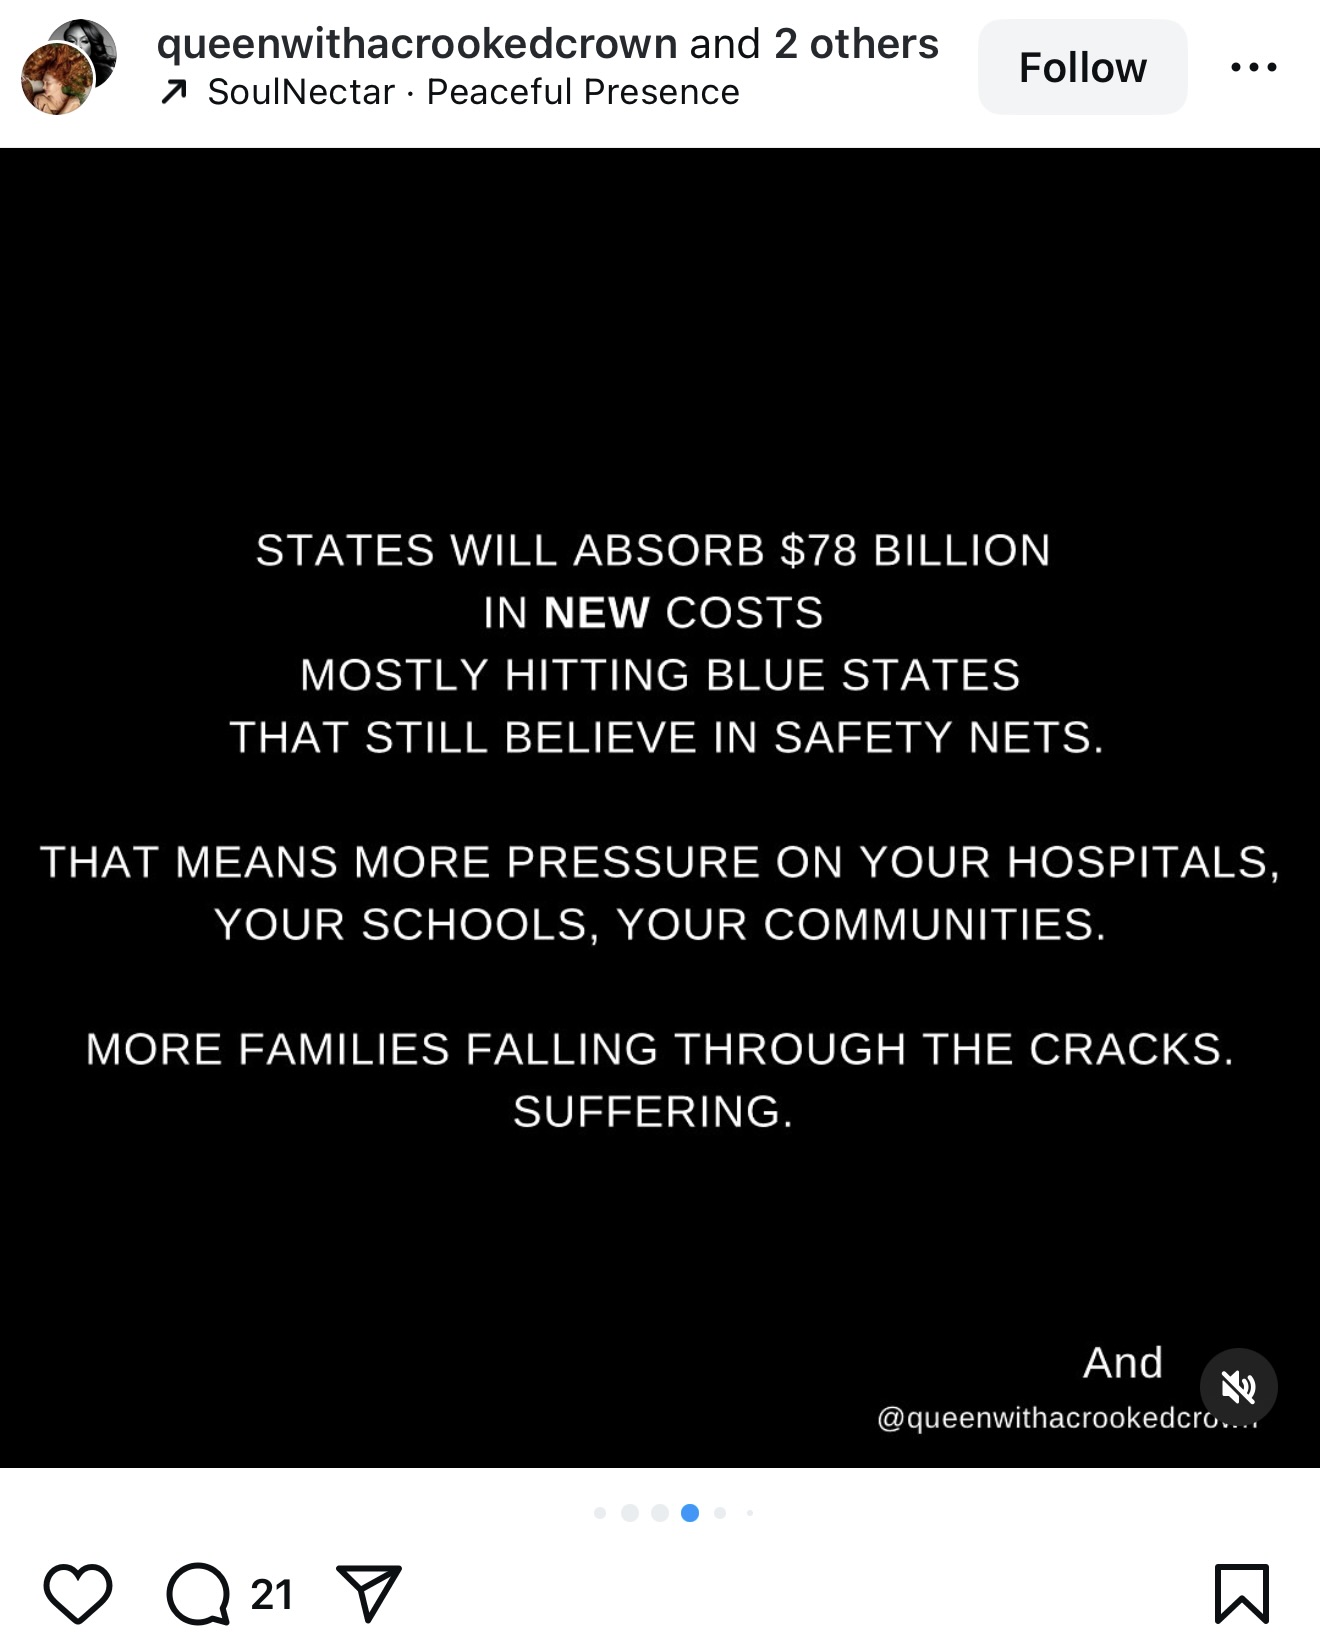 queenwithacrookedcrown and 2 others
SoulNectar · Peaceful Presence
Follow
STATES WILL ABSORB $78 BILLION
IN NEW COSTS
MOSTLY HITTING BLUE STATES
THAT STILL BELIEVE IN SAFETY NETS.
THAT MEANS MORE PRESSURE ON YOUR HOSPITALS,
YOUR SCHOOLS, YOUR COMMUNITIES.
MORE FAMILIES FALLING THROUGH THE CRACKS.
SUFFERING.
And
@queenwithacrookedcrown
21